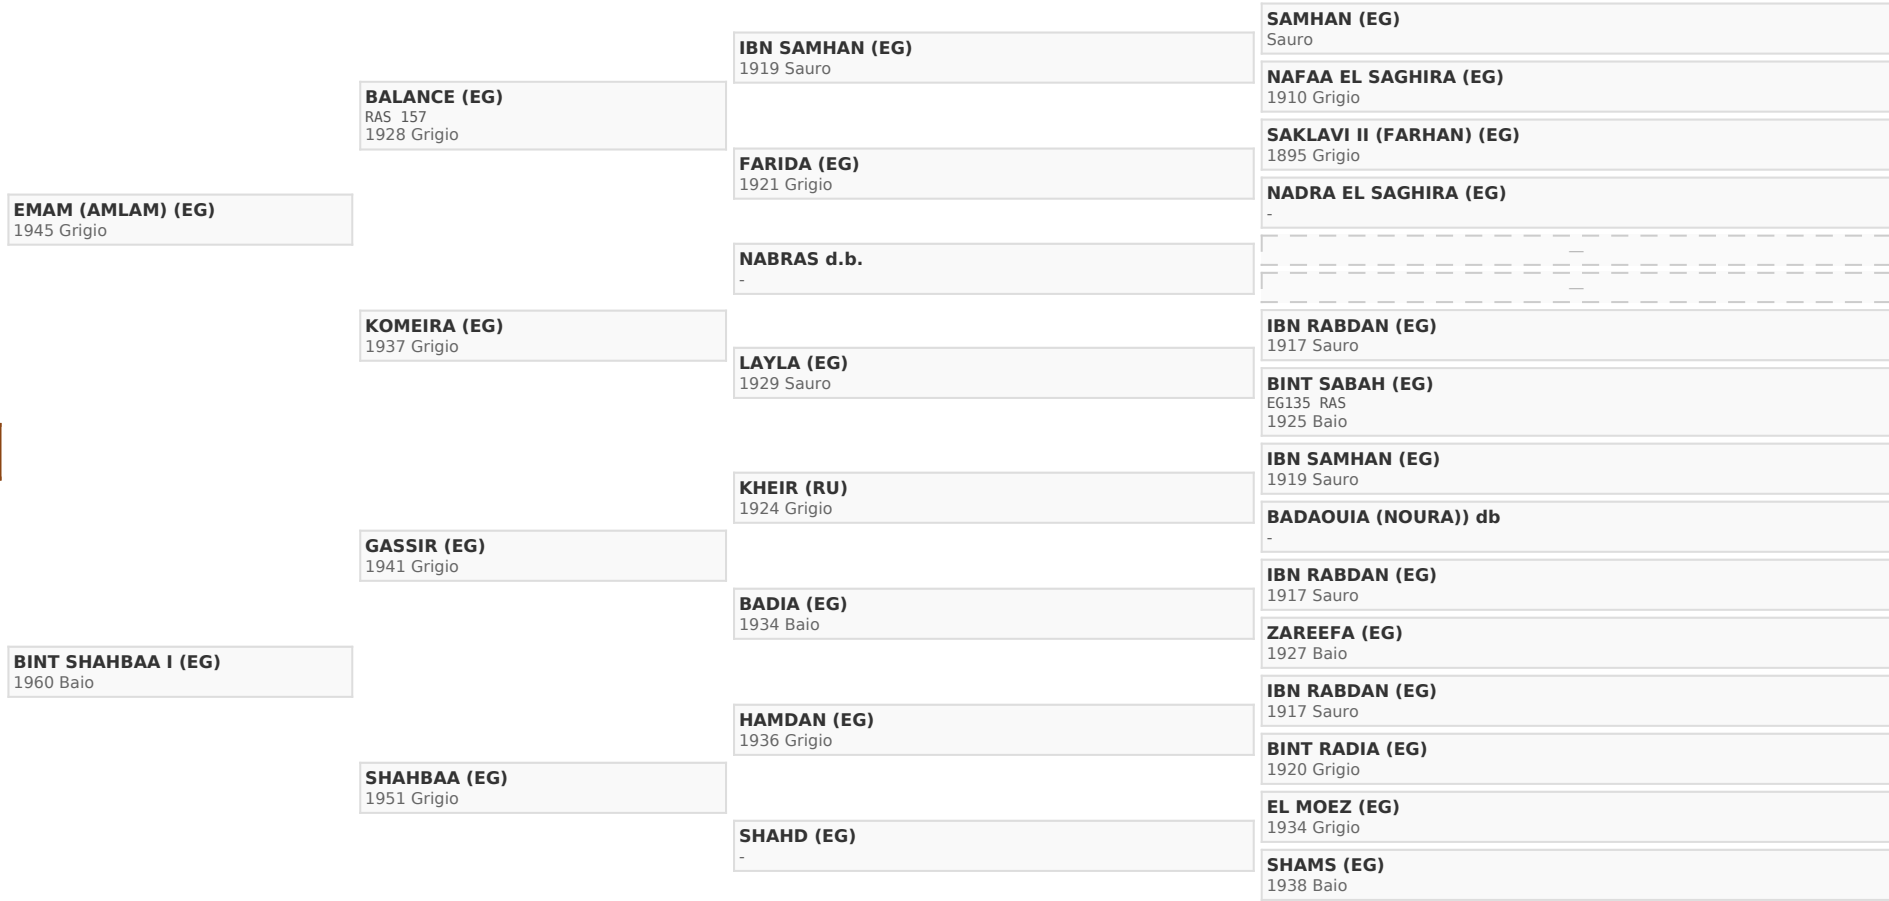 EMAM (AMLAM) (EG)
1945 Grigio
BINT SHAHBAA I (EG)
1960 Baio
BALANCE (EG)
RAS 157
1928 Grigio
KOMEIRA (EG)
1937 Grigio
GASSIR (EG)
1941 Grigio
SHAHBAA (EG)
1951 Grigio
IBN SAMHAN (EG)
1919 Sauro
FARIDA (EG)
1921 Grigio
NABRAS d.b.
-
LAYLA (EG)
1929 Sauro
KHEIR (RU)
1924 Grigio
BADIA (EG)
1934 Baio
HAMDAN (EG)
1936 Grigio
SHAHD (EG)
-
SAMHAN (EG)
Sauro
NAFAA EL SAGHIRA (EG)
1910 Grigio
SAKLAVI II (FARHAN) (EG)
1895 Grigio
NADRA EL SAGHIRA (EG)
-
—
—
IBN RABDAN (EG)
1917 Sauro
BINT SABAH (EG)
EG135 RAS
1925 Baio
IBN SAMHAN (EG)
1919 Sauro
BADAOUIA (NOURA)) db
-
IBN RABDAN (EG)
1917 Sauro
ZAREEFA (EG)
1927 Baio
IBN RABDAN (EG)
1917 Sauro
BINT RADIA (EG)
1920 Grigio
EL MOEZ (EG)
1934 Grigio
SHAMS (EG)
1938 Baio